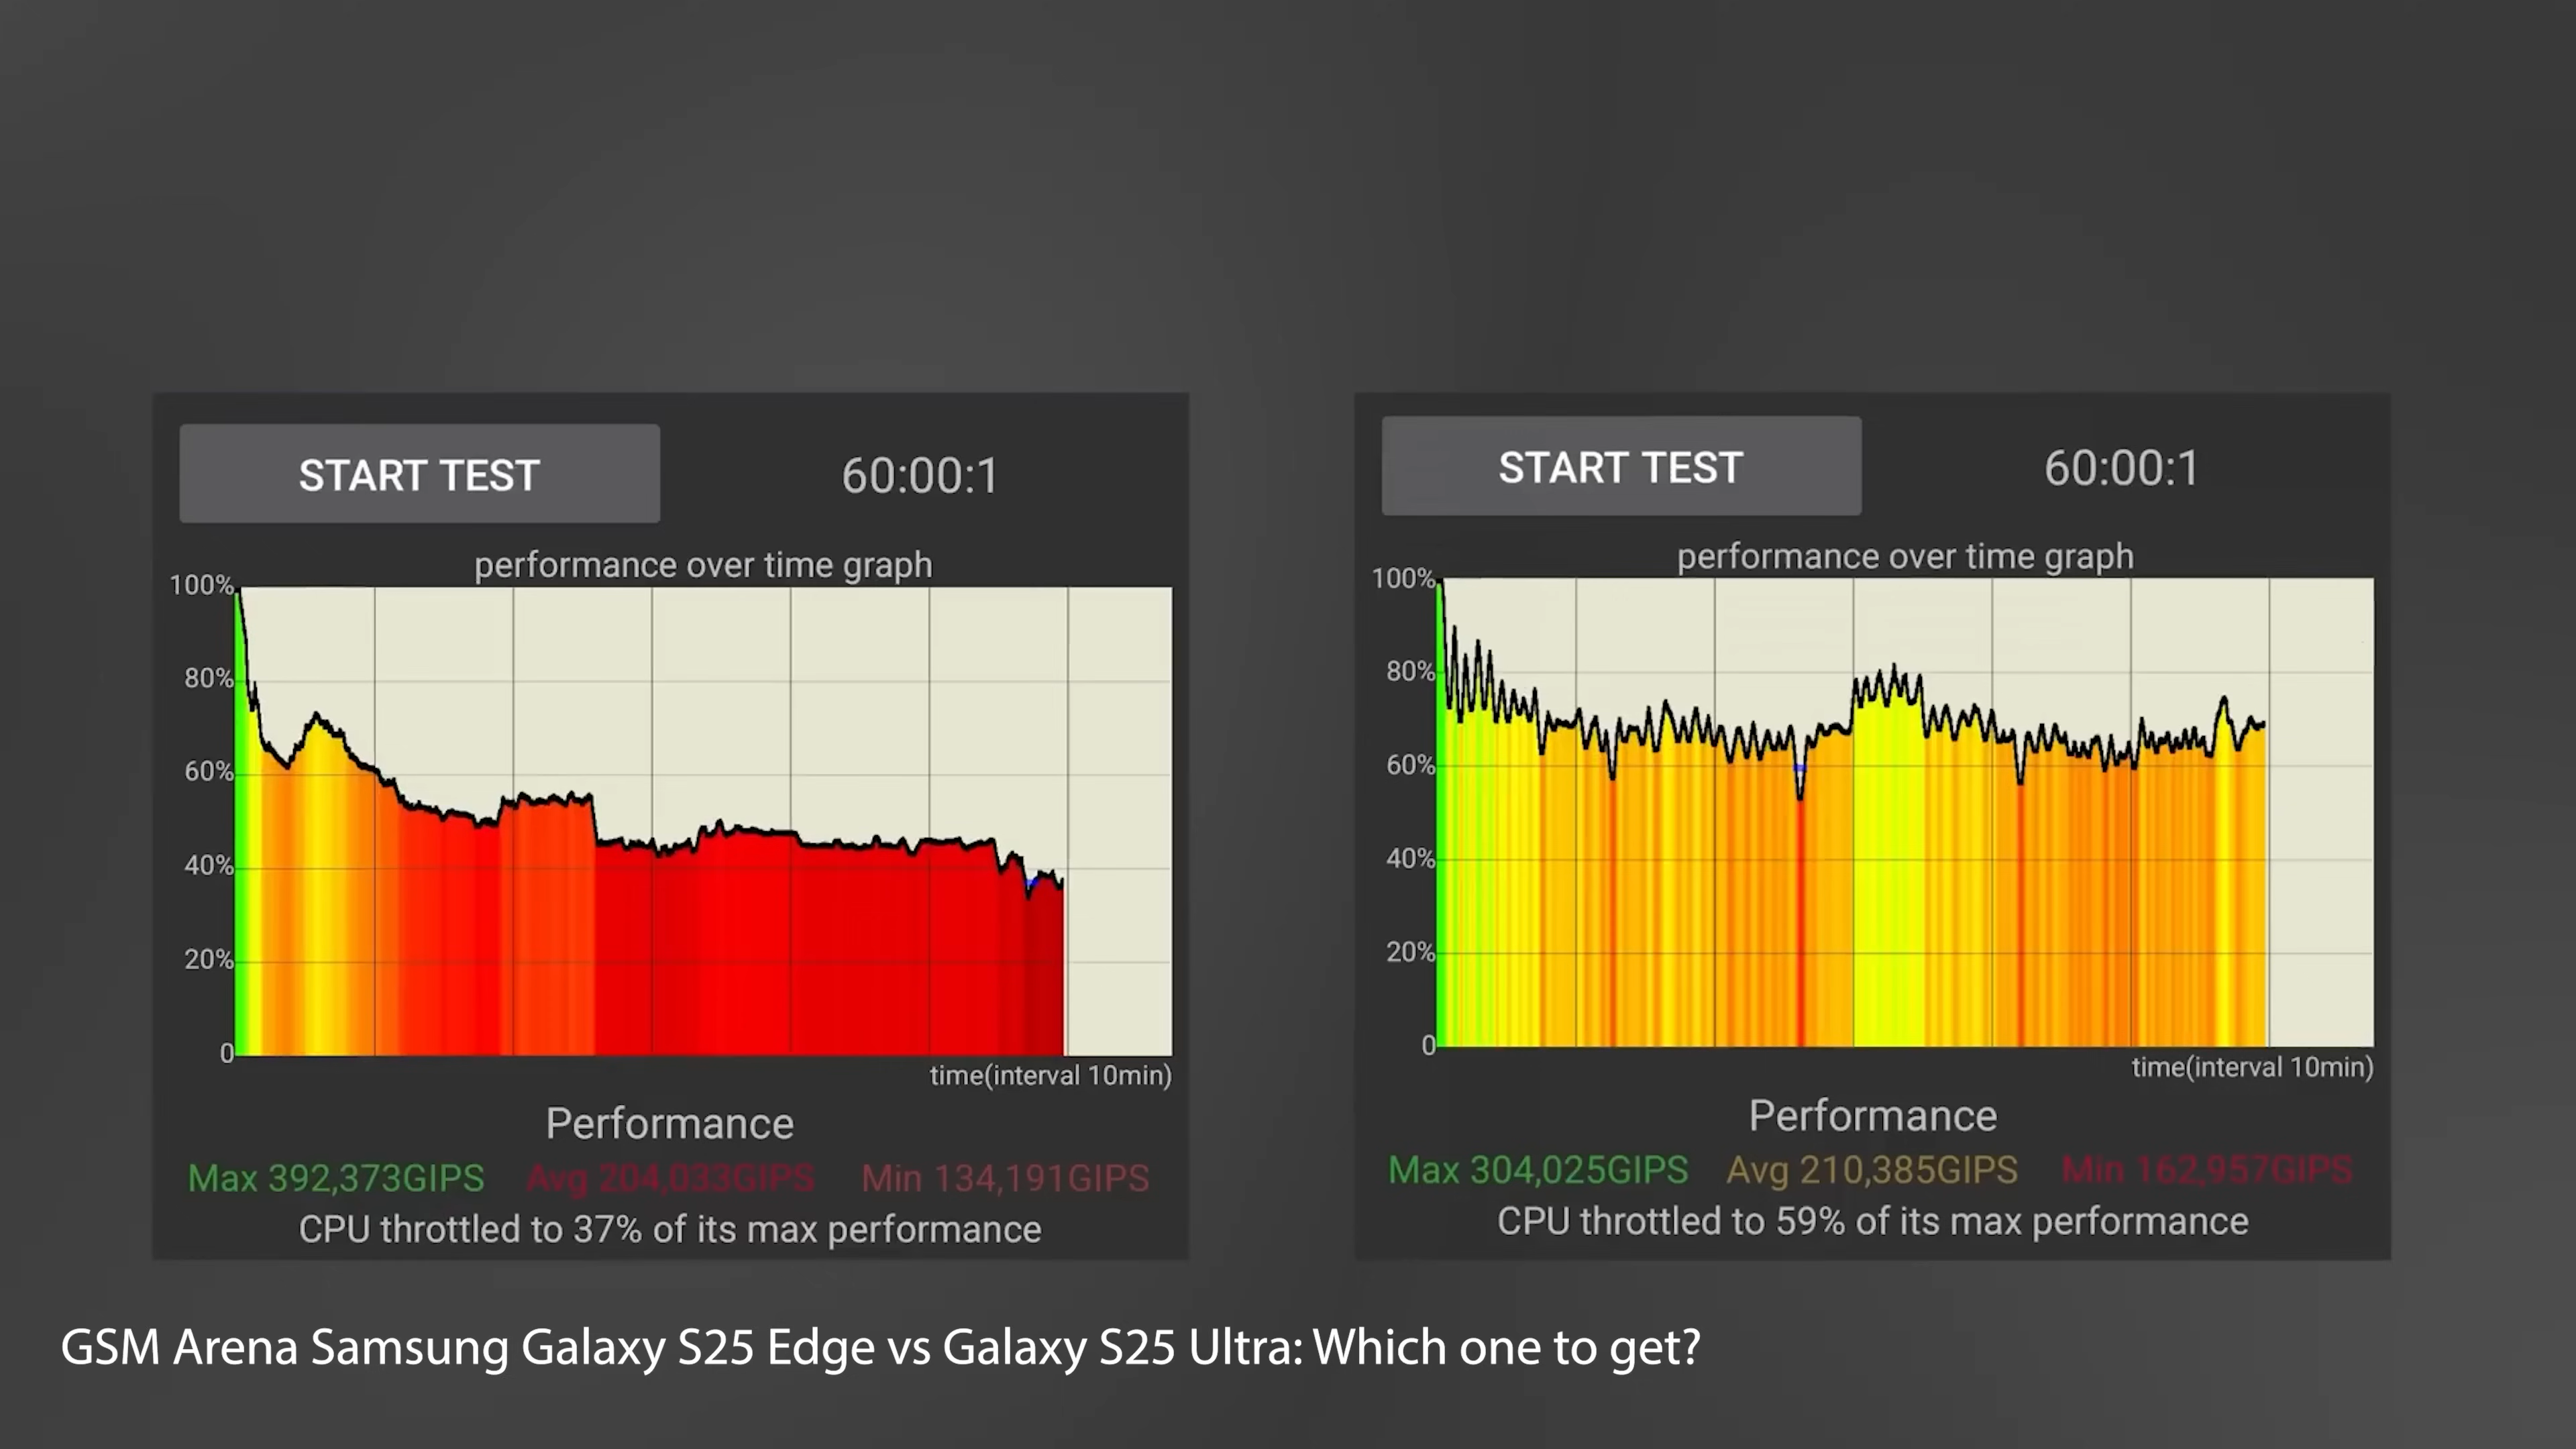 START TEST
60:00:1
performance over time graph
100%
80%
60%
40%
20%
0
time(interval 10min)
Performance
Max 392,373GIPS Avg 204,033GIPS Min 134,191GIPS
CPU throttled to 37% of its max performance
START TEST
60:00:1
performance over time graph
100%
80%
60%
40%
20%
0
time(interval 10min)
Performance
Max 304,025GIPS Avg 210,385GIPS Min 162,957GIPS
CPU throttled to 59% of its max performance
GSM Arena Samsung Galaxy S25 Edge vs Galaxy S25 Ultra: Which one to get?